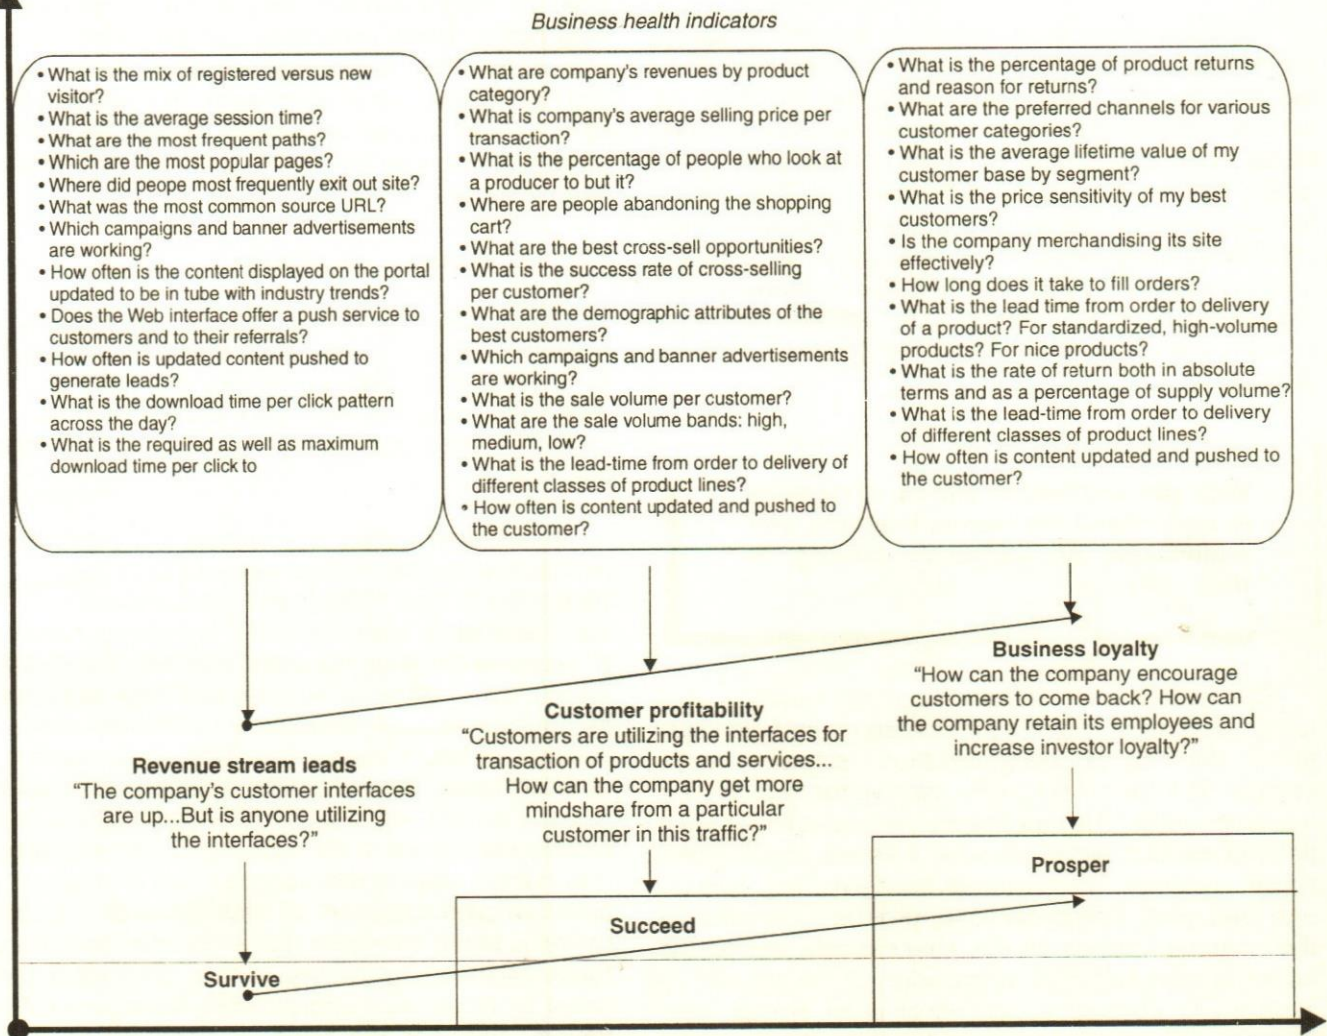 Business health indicators
• What is the mix of registered versus new
visitor?
• What is the average session time?
• What are the most frequent paths?
• Which are the most popular pages?
• Where did peope most frequently exit out site?
• What was the most common source URL?
• Which campaigns and banner advertisements
are working?
• How often is the content displayed on the portal
updated to be in tube with industry trends?
• Does the Web interface offer a push service to
customers and to their referrals?
• How often is updated content pushed to
generate leads?
• What is the download time per click pattern
across the day?
• What is the required as well as maximum
download time per click to
• What are company's revenues by product
category?
• What is company's average selling price per
transaction?
• What is the percentage of people who look at
a producer to but it?
• Where are people abandoning the shopping
cart?
• What are the best cross-sell opportunities?
• What is the success rate of cross-selling
per customer?
• What are the demographic attributes of the
best customers?
• Which campaigns and banner advertisements
are working?
• What is the sale volume per customer?
• What are the sale volume bands: high,
medium, low?
• What is the lead-time from order to delivery of
different classes of product lines?
• How often is content updated and pushed to
the customer?
• What is the percentage of product returns
and reason for returns?
• What are the preferred channels for various
customer categories?
• What is the average lifetime value of my
customer base by segment?
• What is the price sensitivity of my best
customers?
• Is the company merchandising its site
effectively?
• How long does it take to fill orders?
• What is the lead time from order to delivery
of a product? For standardized, high-volume
products? For nice products?
• What is the rate of return both in absolute
terms and as a percentage of supply volume?
• What is the lead-time from order to delivery
of different classes of product lines?
• How often is content updated and pushed to
the customer?
Revenue stream leads
“The company's customer interfaces
are up...But is anyone utilizing
the interfaces?”
Customer profitability
“Customers are utilizing the interfaces for
transaction of products and services...
How can the company get more
mindshare from a particular
customer in this traffic?”
Business loyalty
“How can the company encourage
customers to come back? How can
the company retain its employees and
increase investor loyalty?”
Survive
Succeed
Prosper